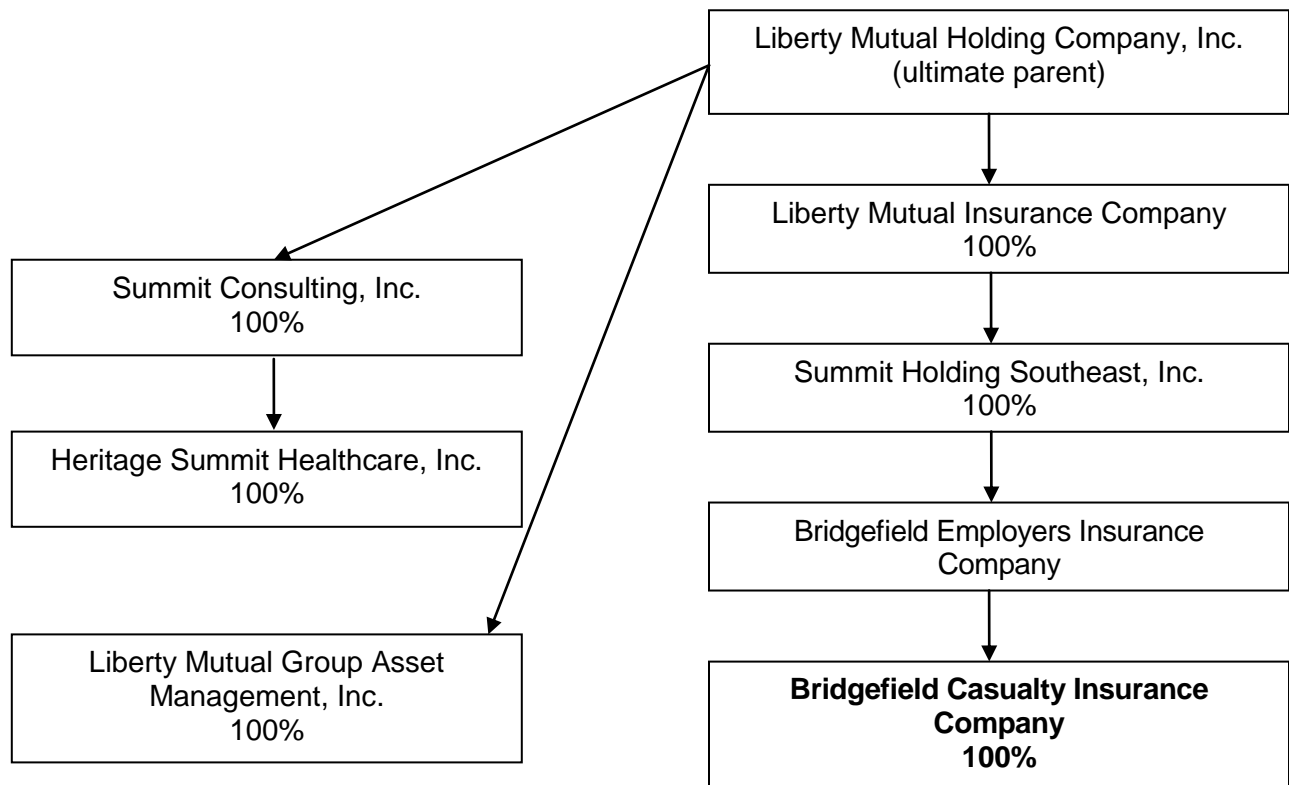 Liberty Mutual Holding Company, Inc.
(ultimate parent)
Liberty Mutual Insurance Company
100%
Summit Consulting, Inc.
100%
Summit Holding Southeast, Inc.
100%
Heritage Summit Healthcare, Inc.
100%
Bridgefield Employers Insurance
Company
Liberty Mutual Group Asset
Management, Inc.
100%
Bridgefield Casualty Insurance
Company
100%